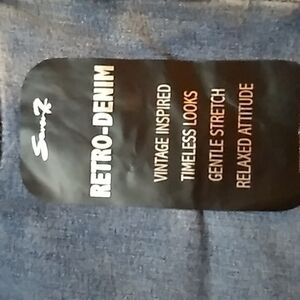 RETRO-DENIM
VINTAGE INSPIRED
TIMELESS LOOKS
GENTLE STRETCH
RELAXED ATTITUDE